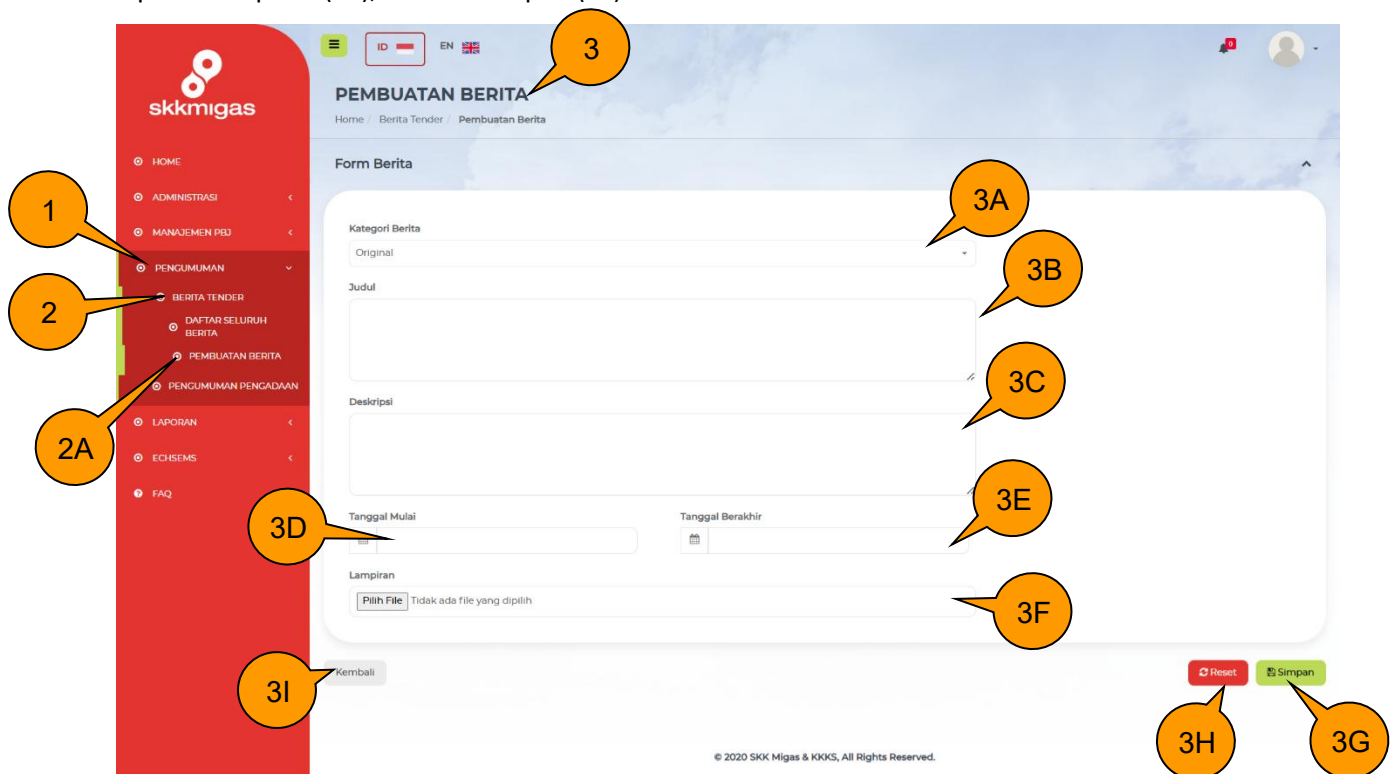 skkmigas
ID EN
3
0
PEMBUATAN BERITA
Home / Berita Tender / Pembuatan Berita
HOME
ADMINISTRASI
MANAJEMEN PBJ
PENGUMUMAN
BERITA TENDER
DAFTAR SELURUH
BERITA
PEMBUATAN BERITA
PENGUMUMAN PENGADAAN
LAPORAN
ECHSEMS
FAQ
1
2
2A
Form Berita
3A
Kategori Berita
Original
3B
Judul
3C
Deskripsi
3D
Tanggal Mulai
3E
Tanggal Berakhir
Lampiran
Pilih File Tidak ada file yang dipilih
3F
Kembali
3I
Reset
Simpan
3H
3G
© 2020 SKK Migas & KKKS, All Rights Reserved.